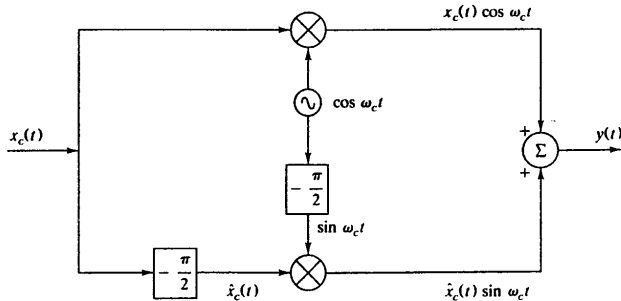 x_c(t) cos ω_c t
cos ω_c t
x_c(t)
+
Σ
y(t)
+
− π/2
sin ω_c t
− π/2
x̂_c(t)
x̂_c(t) sin ω_c t